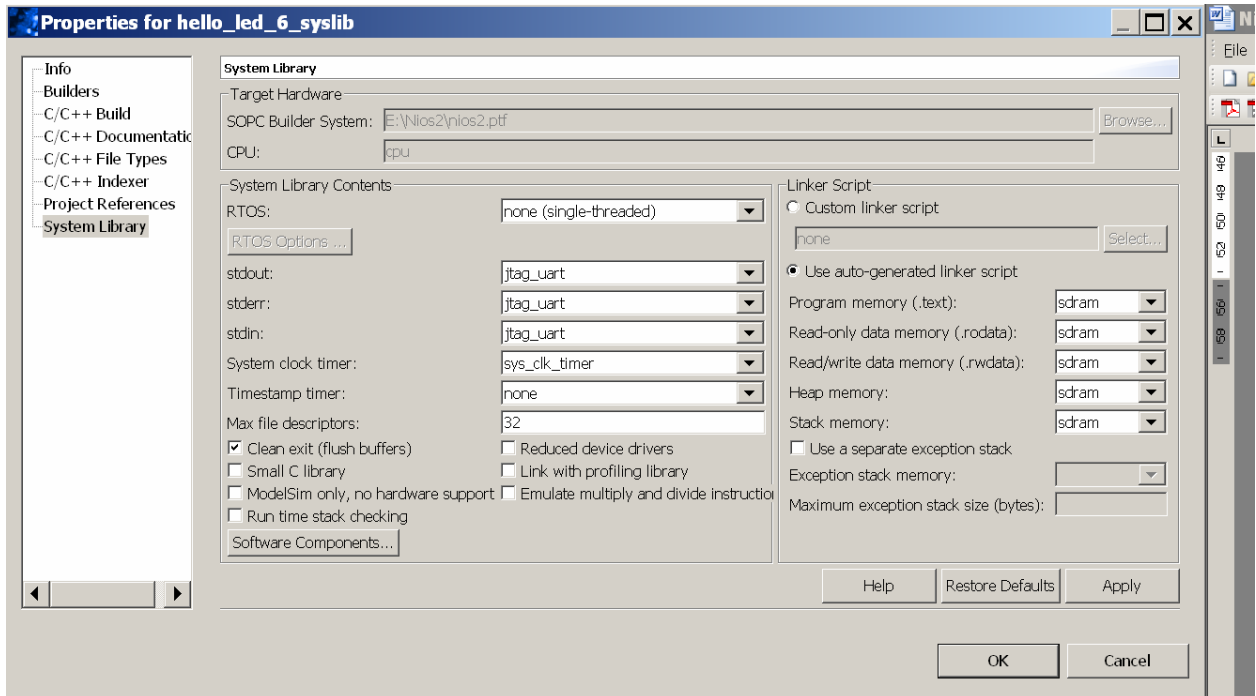 Properties for hello_led_6_syslib
Info
Builders
C/C++ Build
C/C++ Documentatic
C/C++ File Types
C/C++ Indexer
Project References
System Library
System Library
Target Hardware
SOPC Builder System: E:\Nios2\nios2.ptf Browse...
CPU: cpu
System Library Contents
RTOS: none (single-threaded)
RTOS Options ...
stdout: jtag_uart
stderr: jtag_uart
stdin: jtag_uart
System clock timer: sys_clk_timer
Timestamp timer: none
Max file descriptors: 32
Clean exit (flush buffers) Reduced device drivers
Small C library Link with profiling library
ModelSim only, no hardware support Emulate multiply and divide instructio
Run time stack checking
Software Components...
Linker Script
Custom linker script
none Select...
Use auto-generated linker script
Program memory (.text): sdram
Read-only data memory (.rodata): sdram
Read/write data memory (.rwdata): sdram
Heap memory: sdram
Stack memory: sdram
Use a separate exception stack
Exception stack memory:
Maximum exception stack size (bytes):
Help Restore Defaults Apply
OK Cancel
Ni
File
L